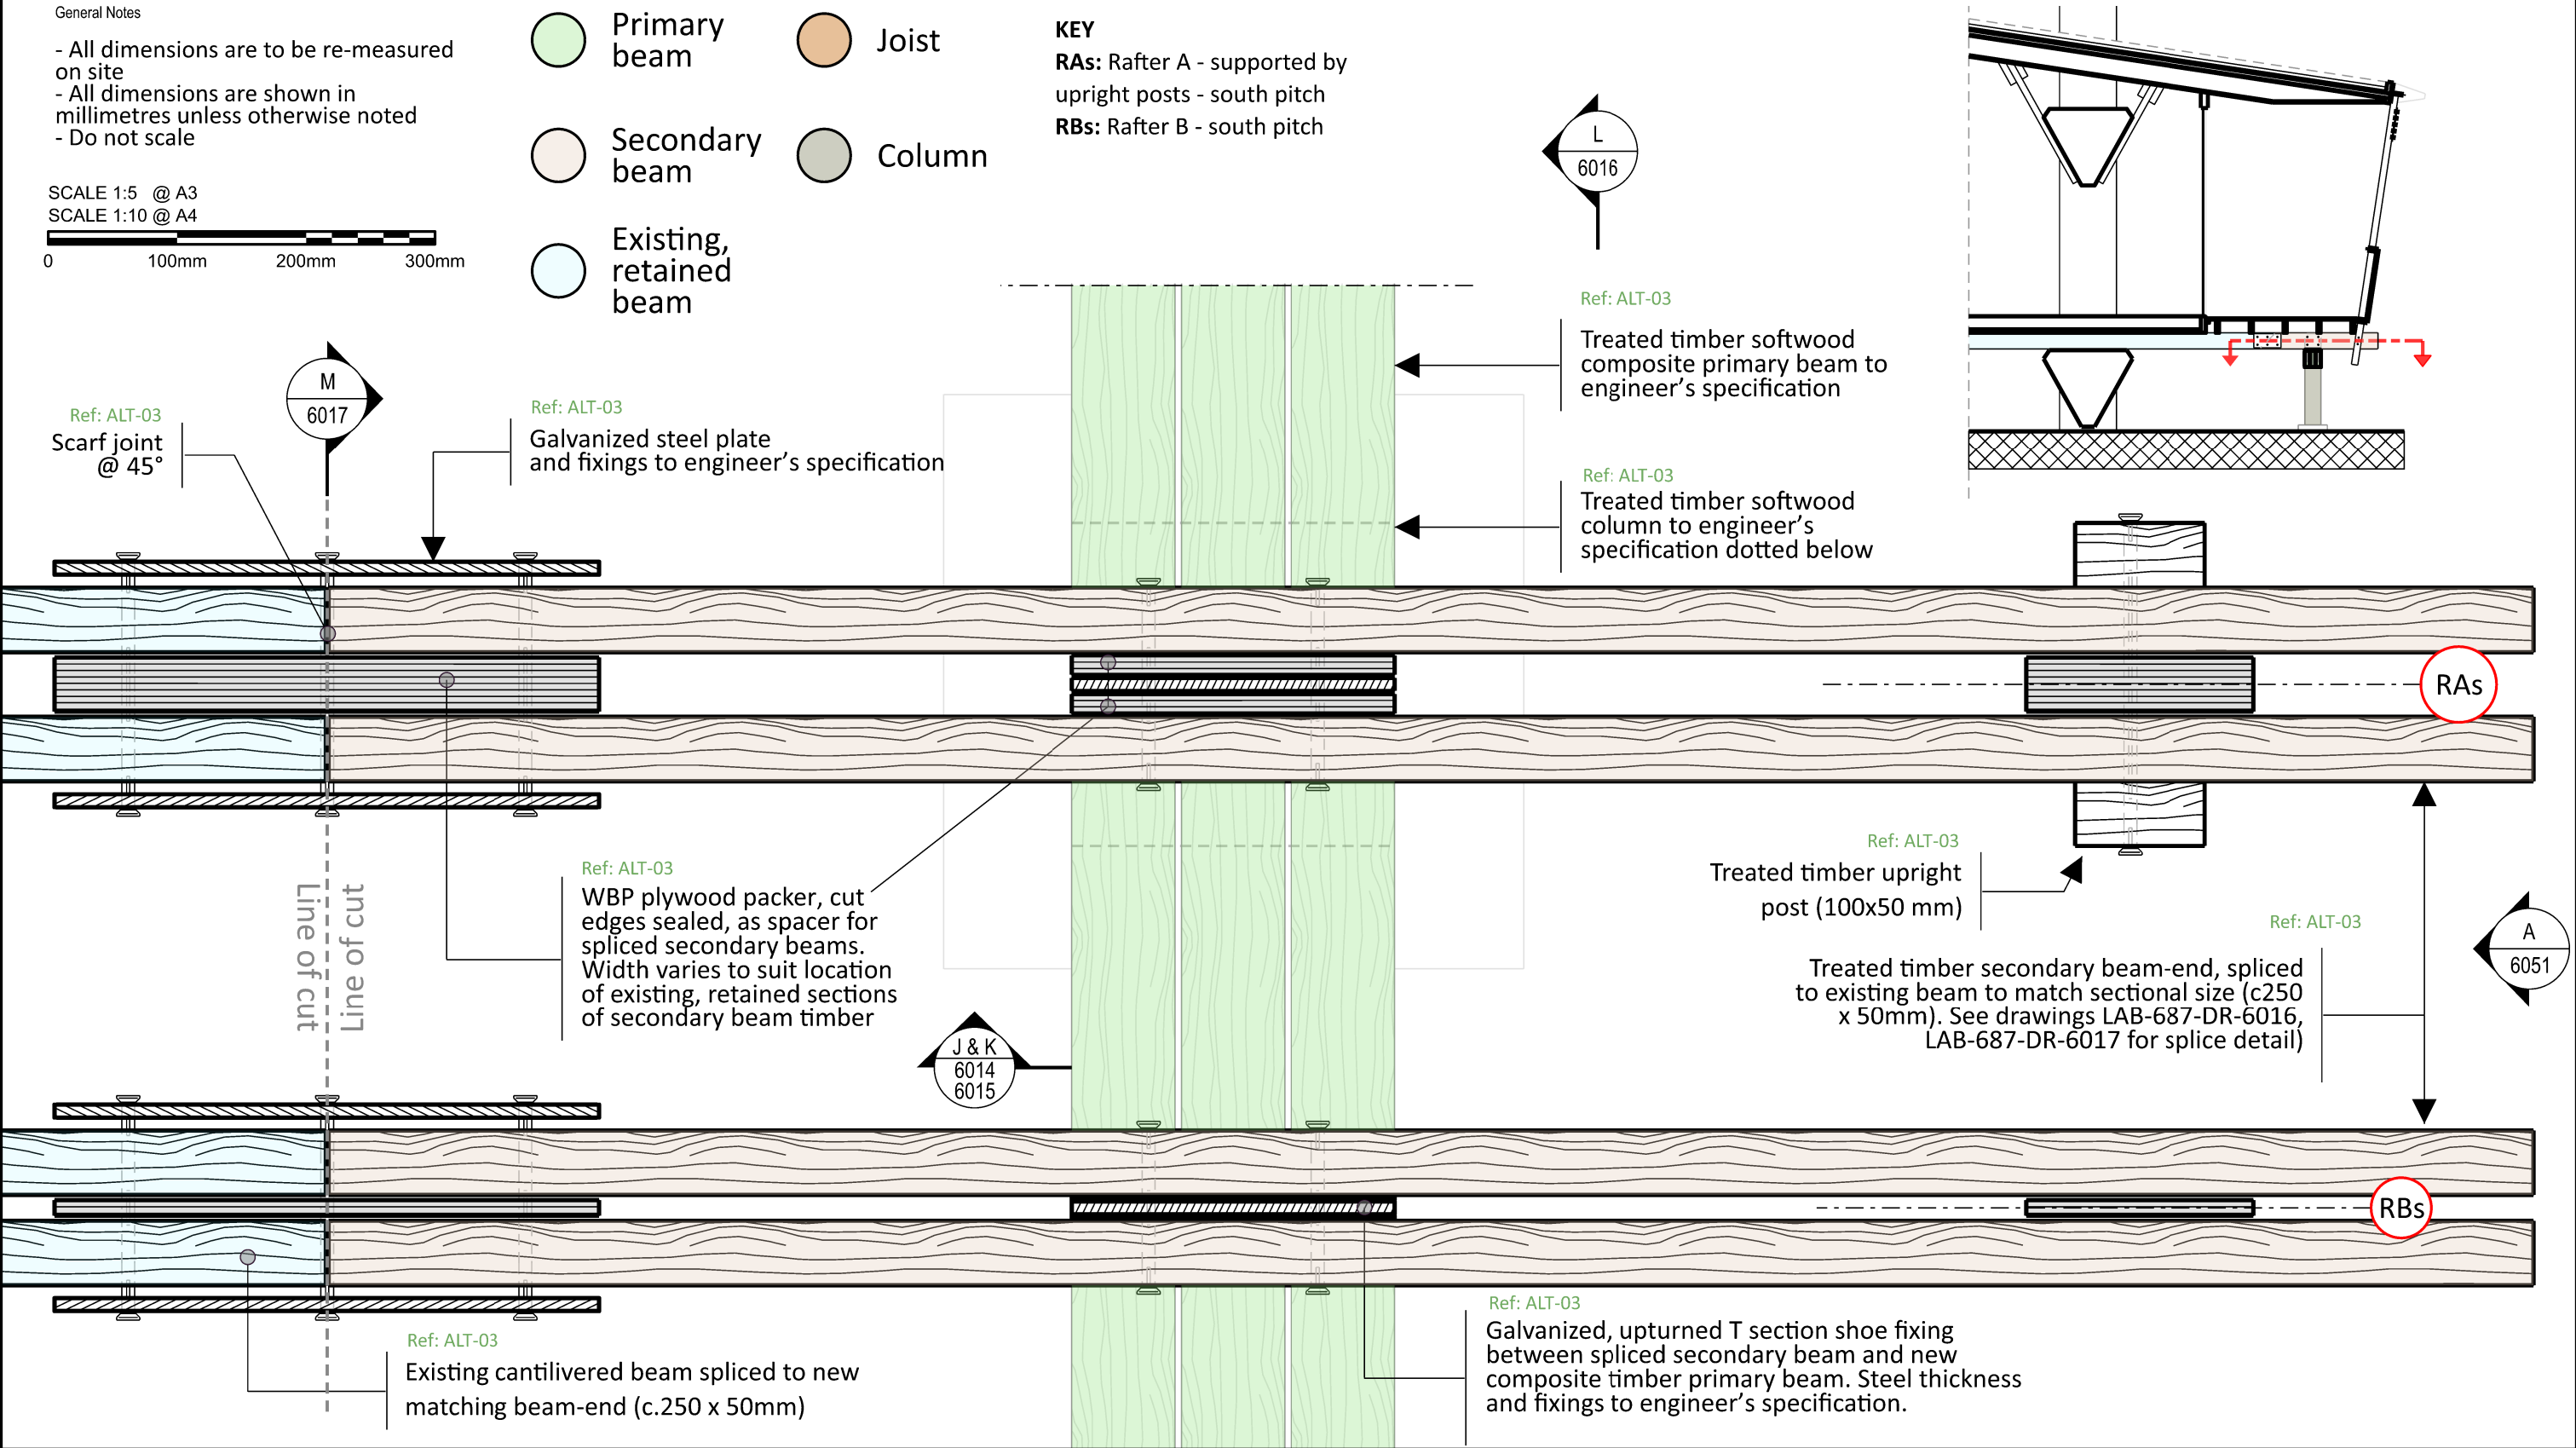 General Notes
- All dimensions are to be re-measured
on site
- All dimensions are shown in
millimetres unless otherwise noted
- Do not scale
SCALE 1:5 @ A3
SCALE 1:10 @ A4
0 100mm 200mm 300mm
Primary
beam
Secondary
beam
Existing,
retained
beam
Joist
Column
KEY
RAs: Rafter A - supported by
upright posts - south pitch
RBs: Rafter B - south pitch
L
6016
M
6017
Ref: ALT-03
Scarf joint
@ 45°
Ref: ALT-03
Galvanized steel plate
and fixings to engineer's specification
Ref: ALT-03
Treated timber softwood
composite primary beam to
engineer's specification
Ref: ALT-03
Treated timber softwood
column to engineer's
specification dotted below
RAs
Line of cut
Line of cut
Ref: ALT-03
WBP plywood packer, cut
edges sealed, as spacer for
spliced secondary beams.
Width varies to suit location
of existing, retained sections
of secondary beam timber
J & K
6014
6015
Ref: ALT-03
Treated timber upright
post (100x50 mm)
Ref: ALT-03
Treated timber secondary beam-end, spliced
to existing beam to match sectional size (c250
x 50mm). See drawings LAB-687-DR-6016,
LAB-687-DR-6017 for splice detail)
A
6051
RBs
Ref: ALT-03
Existing cantilivered beam spliced to new
matching beam-end (c.250 x 50mm)
Ref: ALT-03
Galvanized, upturned T section shoe fixing
between spliced secondary beam and new
composite timber primary beam. Steel thickness
and fixings to engineer's specification.